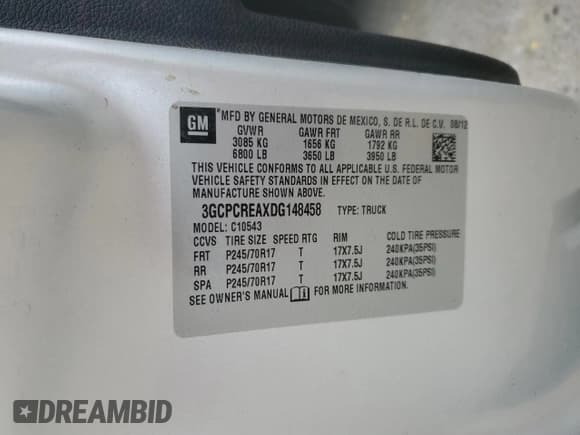 GM
*MFD BY GENERAL MOTORS DE MEXICO, S. DE R.L. DE C.V. 08/12
GVWR GAWR FRT GAWR RR
3085 KG 1656 KG 1792 KG
6800 LB 3650 LB 3950 LB
THIS VEHICLE CONFORMS TO ALL APPLICABLE U.S. FEDERAL MOTOR
VEHICLE SAFETY STANDARDS IN EFFECT ON THE DATE OF
MANUFACTURE SHOWN ABOVE.
3GCPCREAXDG148458 TYPE: TRUCK
MODEL: C10543
CCVS TIRE SIZE SPEED RTG RIM COLD TIRE PRESSURE
FRT P245/70R17 T 17X7.5J 240KPA(35PSI)
RR P245/70R17 T 17X7.5J 240KPA(35PSI)
SPA P245/70R17 T 17X7.5J 240KPA(35PSI)
SEE OWNER'S MANUAL FOR MORE INFORMATION.
DREAMBID